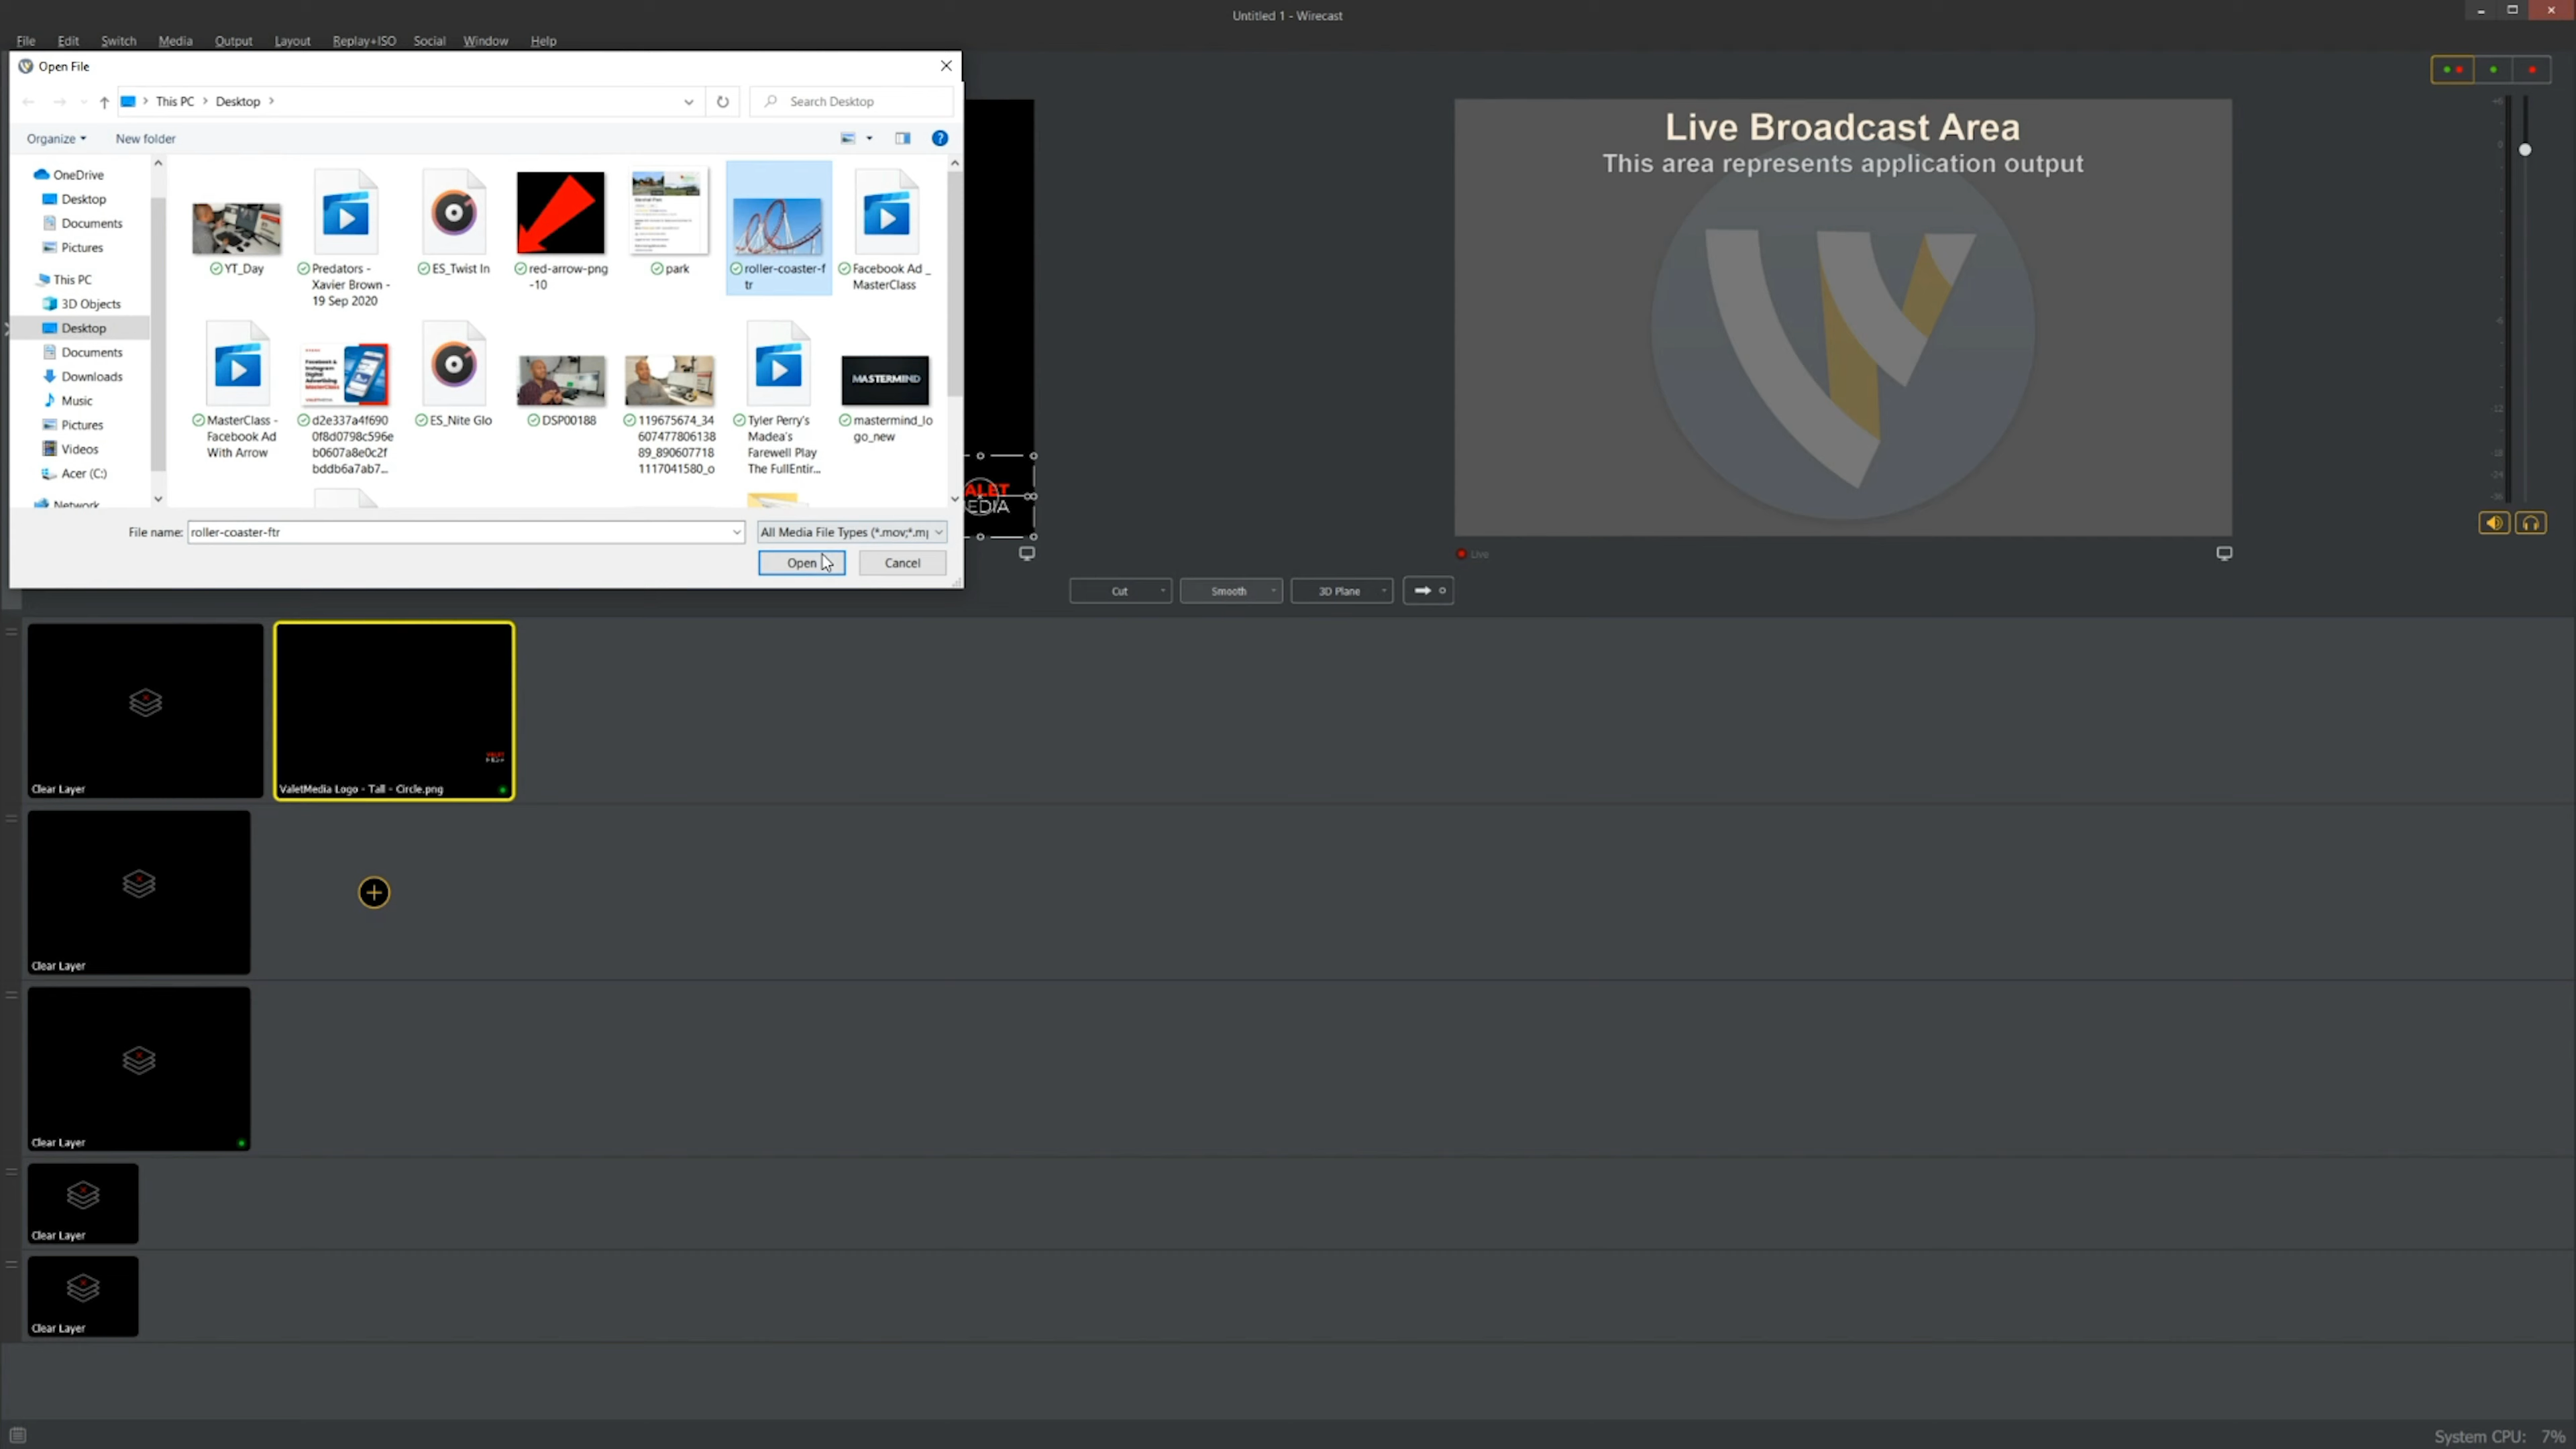 Untitled 1 - Wirecast
File Edit Switch Media Output Layout Replay+ISO Social Window Help
Open File
This PC > Desktop >
Search Desktop
Organize New folder
OneDrive
Desktop
Documents
Pictures
This PC
3D Objects
Desktop
Documents
Downloads
Music
Pictures
Videos
Acer (C:)
Network
YT_Day
Predators -
Xavier Brown -
19 Sep 2020
ES_Twist In
red-arrow-png
-10
park
roller-coaster-f
tr
Facebook Ad _
MasterClass
MasterClass -
Facebook Ad
With Arrow
d2e337a4f690
0f8d0798c596e
b0607a8e0c2f
bddb6a7ab7...
ES_Nite Glo
DSP00188
119675674_34
607477806138
89_890607718
1117041580_o
Tyler Perry's
Madea's
Farewell Play
The FullEntir...
MASTERMIND
mastermind_lo
go_new
File name: roller-coaster-ftr
All Media File Types (*.mov;*.mp
Open Cancel
ALET
EDIA
Live Broadcast Area
This area represents application output
Live
Cut Smooth 3D Plane
Clear Layer
ValetMedia Logo - Tall - Circle.png
Clear Layer
Clear Layer
Clear Layer
Clear Layer
System CPU: 7%